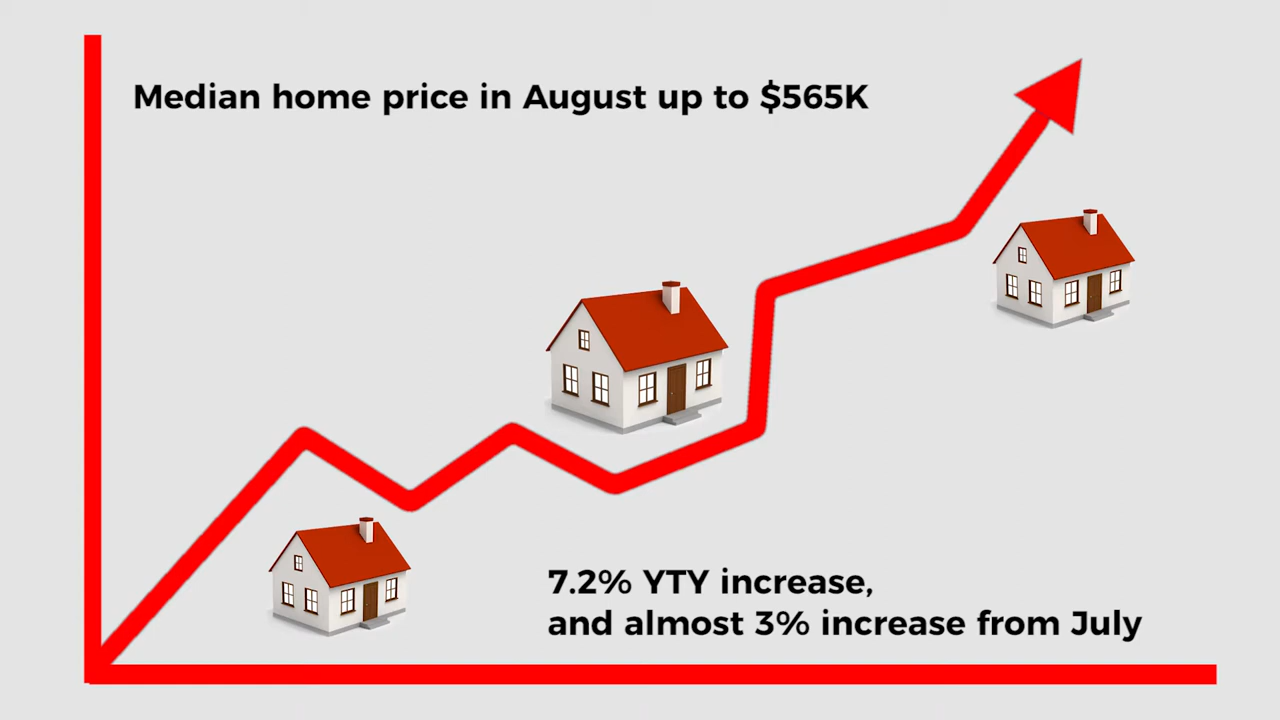 Median home price in August up to $565K
7.2% YTY increase,
and almost 3% increase from July